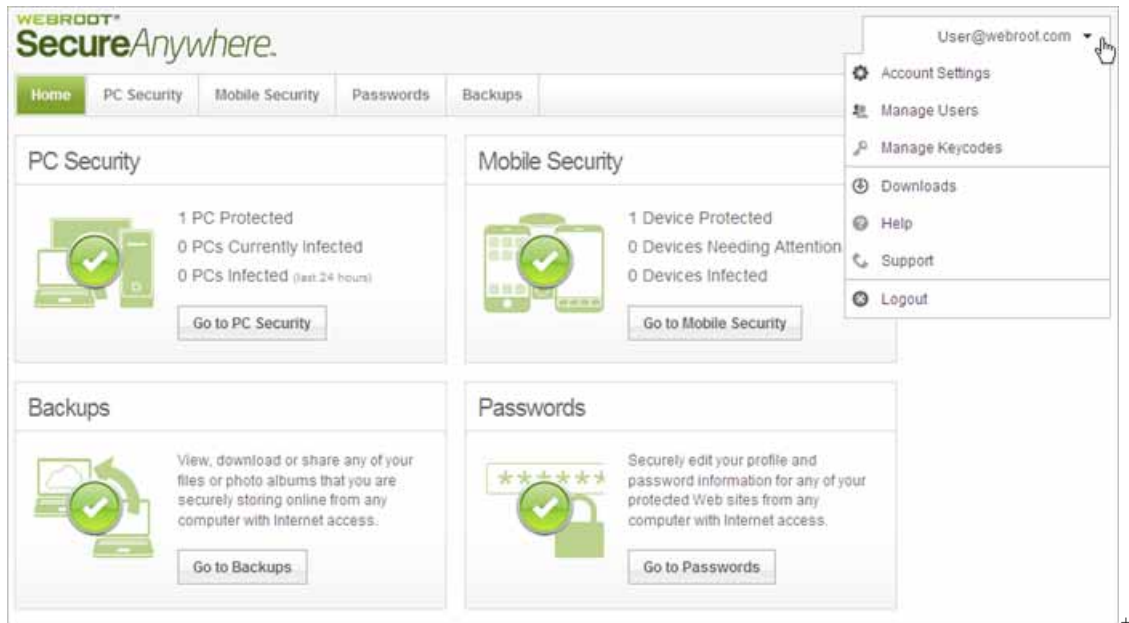 WEBROOT®
SecureAnywhere.
User@webroot.com
Home
PC Security
Mobile Security
Passwords
Backups
Account Settings
Manage Users
Manage Keycodes
Downloads
Help
Support
Logout
PC Security
1 PC Protected
0 PCs Currently Infected
0 PCs Infected (last 24 hours)
Go to PC Security
Mobile Security
1 Device Protected
0 Devices Needing Attention
0 Devices Infected
Go to Mobile Security
Backups
View, download or share any of your
files or photo albums that you are
securely storing online from any
computer with Internet access.
Go to Backups
Passwords
******
Securely edit your profile and
password information for any of your
protected Web sites from any
computer with Internet access.
Go to Passwords